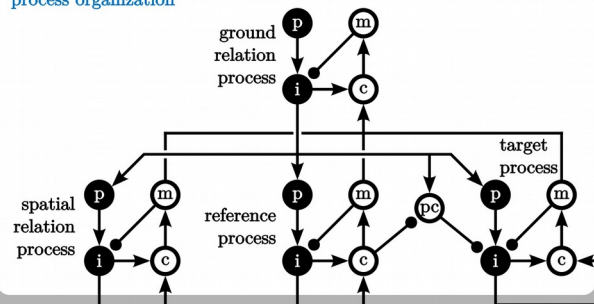 process organization
p
m
ground
relation
process
i
c
target
process
p
m
p
m
pc
p
m
spatial
relation
process
reference
process
i
c
i
c
i
c